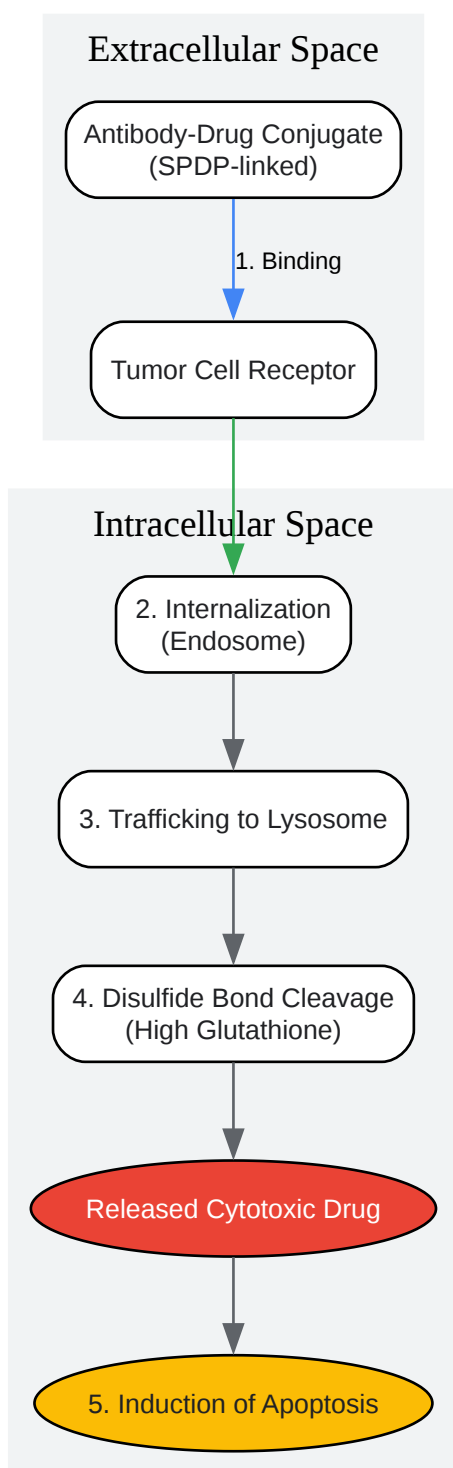 Extracellular Space
Antibody-Drug Conjugate
(SPDP-linked)
1. Binding
Tumor Cell Receptor
Intracellular Space
2. Internalization
(Endosome)
3. Trafficking to Lysosome
4. Disulfide Bond Cleavage
(High Glutathione)
Released Cytotoxic Drug
5. Induction of Apoptosis